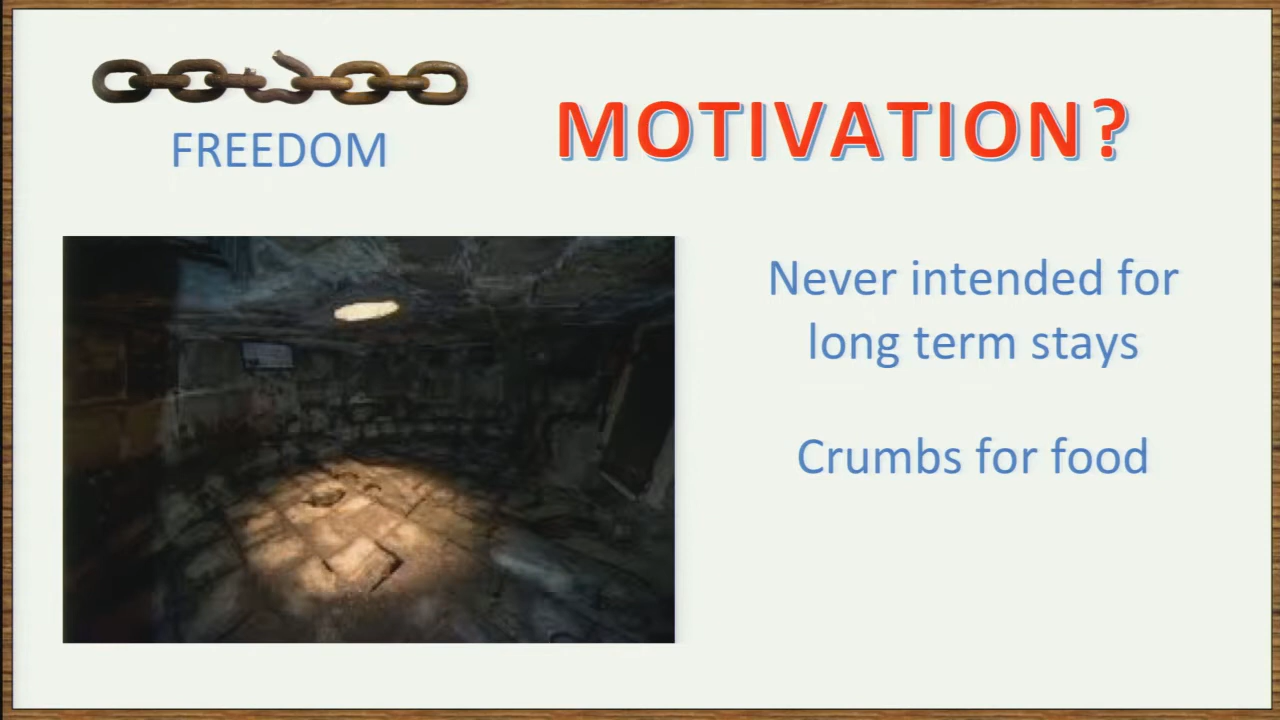 FREEDOM
MOTIVATION?
Never intended for
long term stays
Crumbs for food